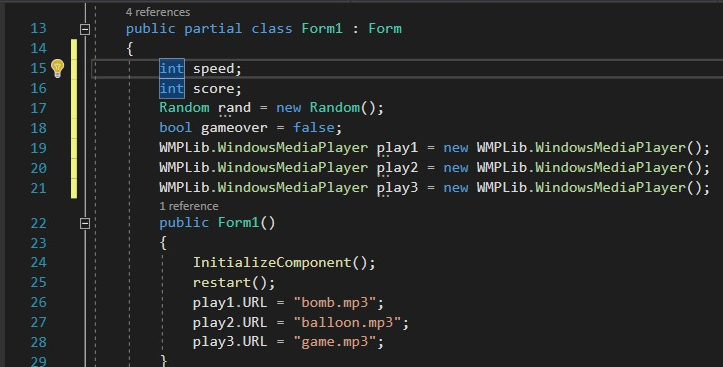 4 references
13 public partial class Form1 : Form
14 {
15 int speed;
16 int score;
17 Random rand = new Random();
18 bool gameover = false;
19 WMPLib.WindowsMediaPlayer play1 = new WMPLib.WindowsMediaPlayer();
20 WMPLib.WindowsMediaPlayer play2 = new WMPLib.WindowsMediaPlayer();
21 WMPLib.WindowsMediaPlayer play3 = new WMPLib.WindowsMediaPlayer();
1 reference
22 public Form1()
23 {
24 InitializeComponent();
25 restart();
26 play1.URL = "bomb.mp3";
27 play2.URL = "balloon.mp3";
28 play3.URL = "game.mp3";
29 }